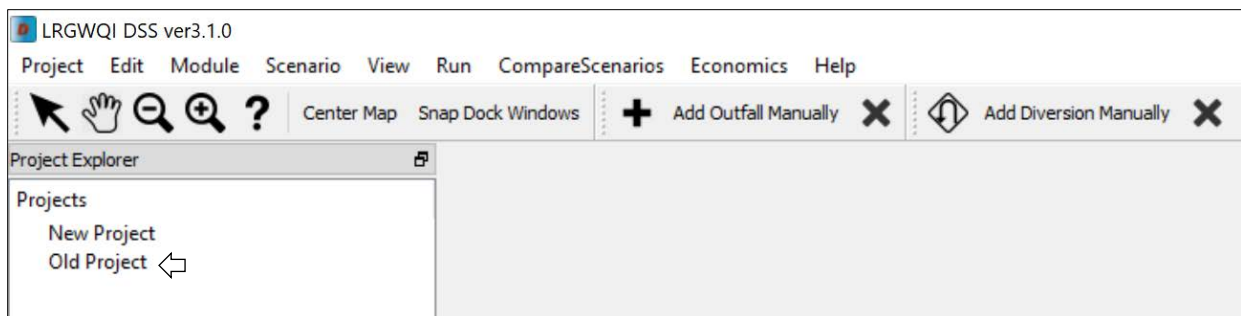 LRGWQI DSS ver3.1.0
Project Edit Module Scenario View Run CompareScenarios Economics Help
? Center Map Snap Dock Windows Add Outfall Manually Add Diversion Manually
Project Explorer
Projects
New Project
Old Project